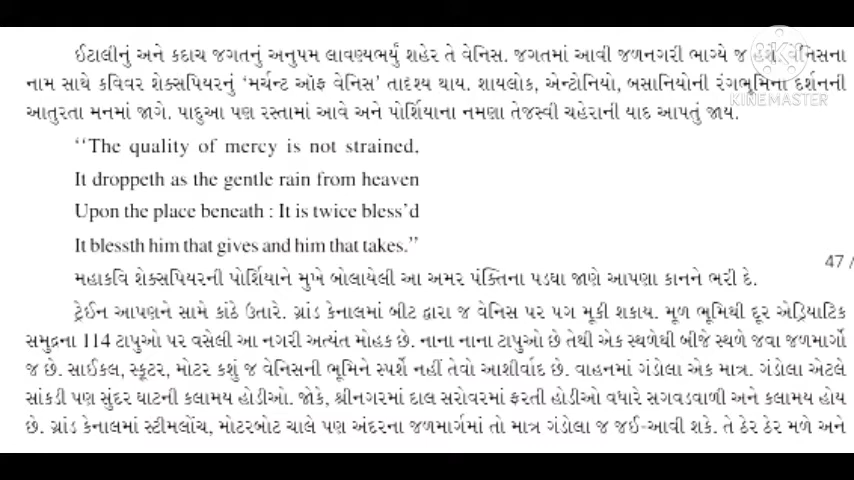 ઈટાલીનું અને કદાચ જગતનું અનુપમ લાવણ્યભર્યું શહેર તે વેનિસ. જગતમાં આવી જળનગરી ભાગ્યે જ હશે. વેનિસના
નામ સાથે કવિવર શેક્સપિયરનું ‘મર્ચન્ટ ઑફ વેનિસ’ તાદૃશ્ય થાય. શાયલોક, એન્ટોનિયો, બસાનિયોની રંગભૂમિના દર્શનની
આતુરતા મનમાં જાગે. પાદુઆ પણ રસ્તામાં આવે અને પોર્શિયાના નમણા તેજસ્વી ચહેરાની યાદ આપતું જાય.
KINEMASTER
‘‘The quality of mercy is not strained,
It droppeth as the gentle rain from heaven
Upon the place beneath : It is twice bless’d
It blessth him that gives and him that takes.’’
47 /
મહાકવિ શેક્સપિયરની પોર્શિયાને મુખે બોલાયેલી આ અમર પંક્તિના પડઘા જાણે આપણા કાનને ભરી દે.
ટ્રેઈન આપણને સામે કાંઠે ઉતારે. ગ્રાંડ કેનાલમાં બીટ દ્વારા જ વેનિસ પર પગ મૂકી શકાય. મૂળ ભૂમિથી દૂર એડ્રિયાટિક
સમુદ્રના 114 ટાપુઓ પર વસેલી આ નગરી અત્યંત મોહક છે. નાના નાના ટાપુઓ છે તેથી એક સ્થળેથી બીજે સ્થળે જવા જળમાર્ગો
જ છે. સાઈકલ, સ્કૂટર, મોટર કશું જ વેનિસની ભૂમિને સ્પર્શે નહીં તેવો આશીર્વાદ છે. વાહનમાં ગંડોલા એક માત્ર. ગંડોલા એટલે
સાંકડી પણ સુંદર ઘાટની કલામય હોડીઓ. જોકે, શ્રીનગરમાં દાલ સરોવરમાં ફરતી હોડીઓ વધારે સગવડવાળી અને કલામય હોય
છે. ગ્રાંડ કેનાલમાં સ્ટીમલોંચ, મોટરબોટ ચાલે પણ અંદરના જળમાર્ગમાં તો માત્ર ગંડોલા જ જઈ-આવી શકે. તે ઠેર ઠેર મળે અને